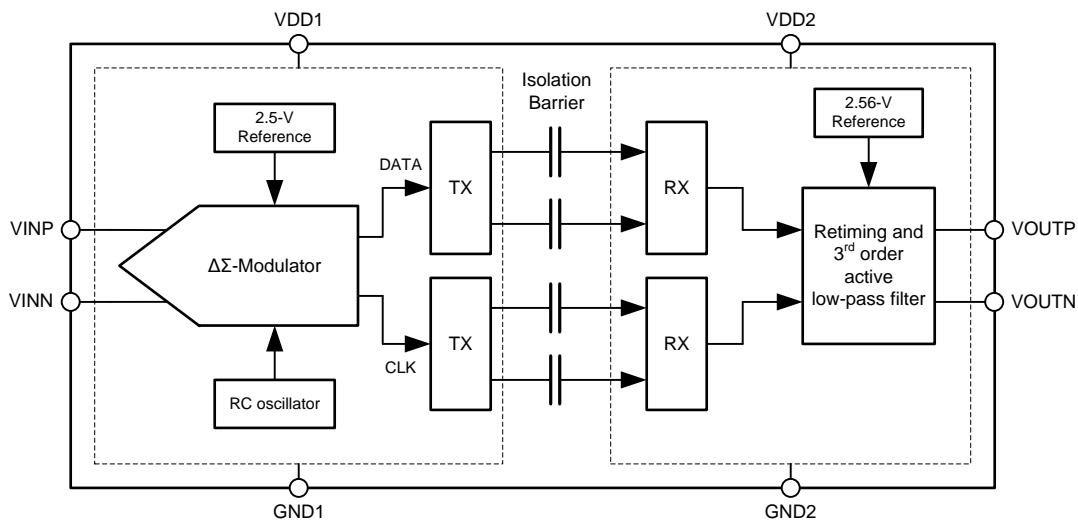 VDD1
VDD2
Isolation
Barrier
2.5-V
Reference
2.56-V
Reference
DATA
TX
RX
VINP
VINN
ΔΣ-Modulator
Retiming and
3rd order
active
low-pass filter
VOUTP
VOUTN
TX
RX
CLK
RC oscillator
GND1
GND2